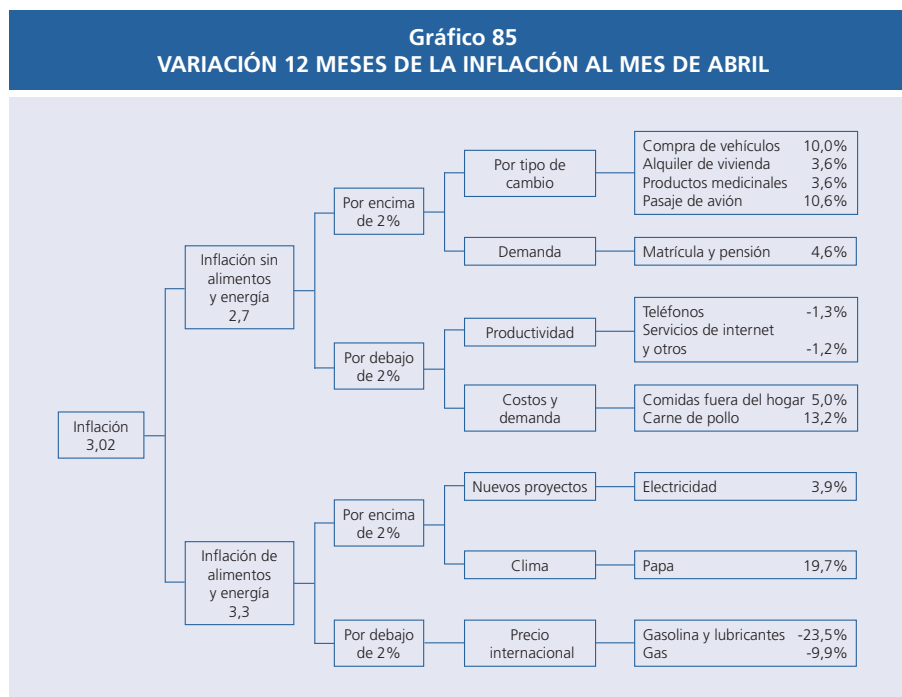 Gráfico 85
VARIACIÓN 12 MESES DE LA INFLACIÓN AL MES DE ABRIL
Inflación
3,02
Inflación sin
alimentos
y energía
2,7
Por encima
de 2%
Por tipo de
cambio
Compra de vehículos 10,0%
Alquiler de vivienda 3,6%
Productos medicinales 3,6%
Pasaje de avión 10,6%
Demanda
Matrícula y pensión 4,6%
Por debajo
de 2%
Productividad
Teléfonos -1,3%
Servicios de internet
y otros -1,2%
Costos y
demanda
Comidas fuera del hogar 5,0%
Carne de pollo 13,2%
Inflación de
alimentos
y energía
3,3
Por encima
de 2%
Nuevos proyectos
Electricidad 3,9%
Clima
Papa 19,7%
Por debajo
de 2%
Precio
internacional
Gasolina y lubricantes -23,5%
Gas -9,9%